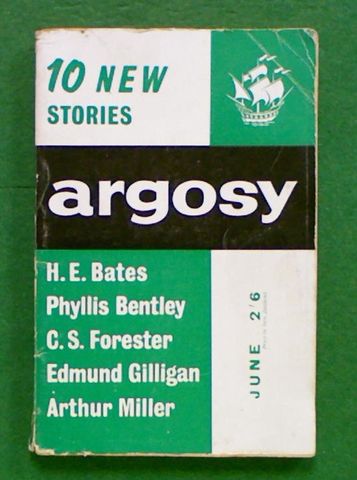 10 NEW
STORIES
argosy
H. E. Bates
Phyllis Bentley
C. S. Forester
Edmund Gilligan
Arthur Miller
JUNE 2'6